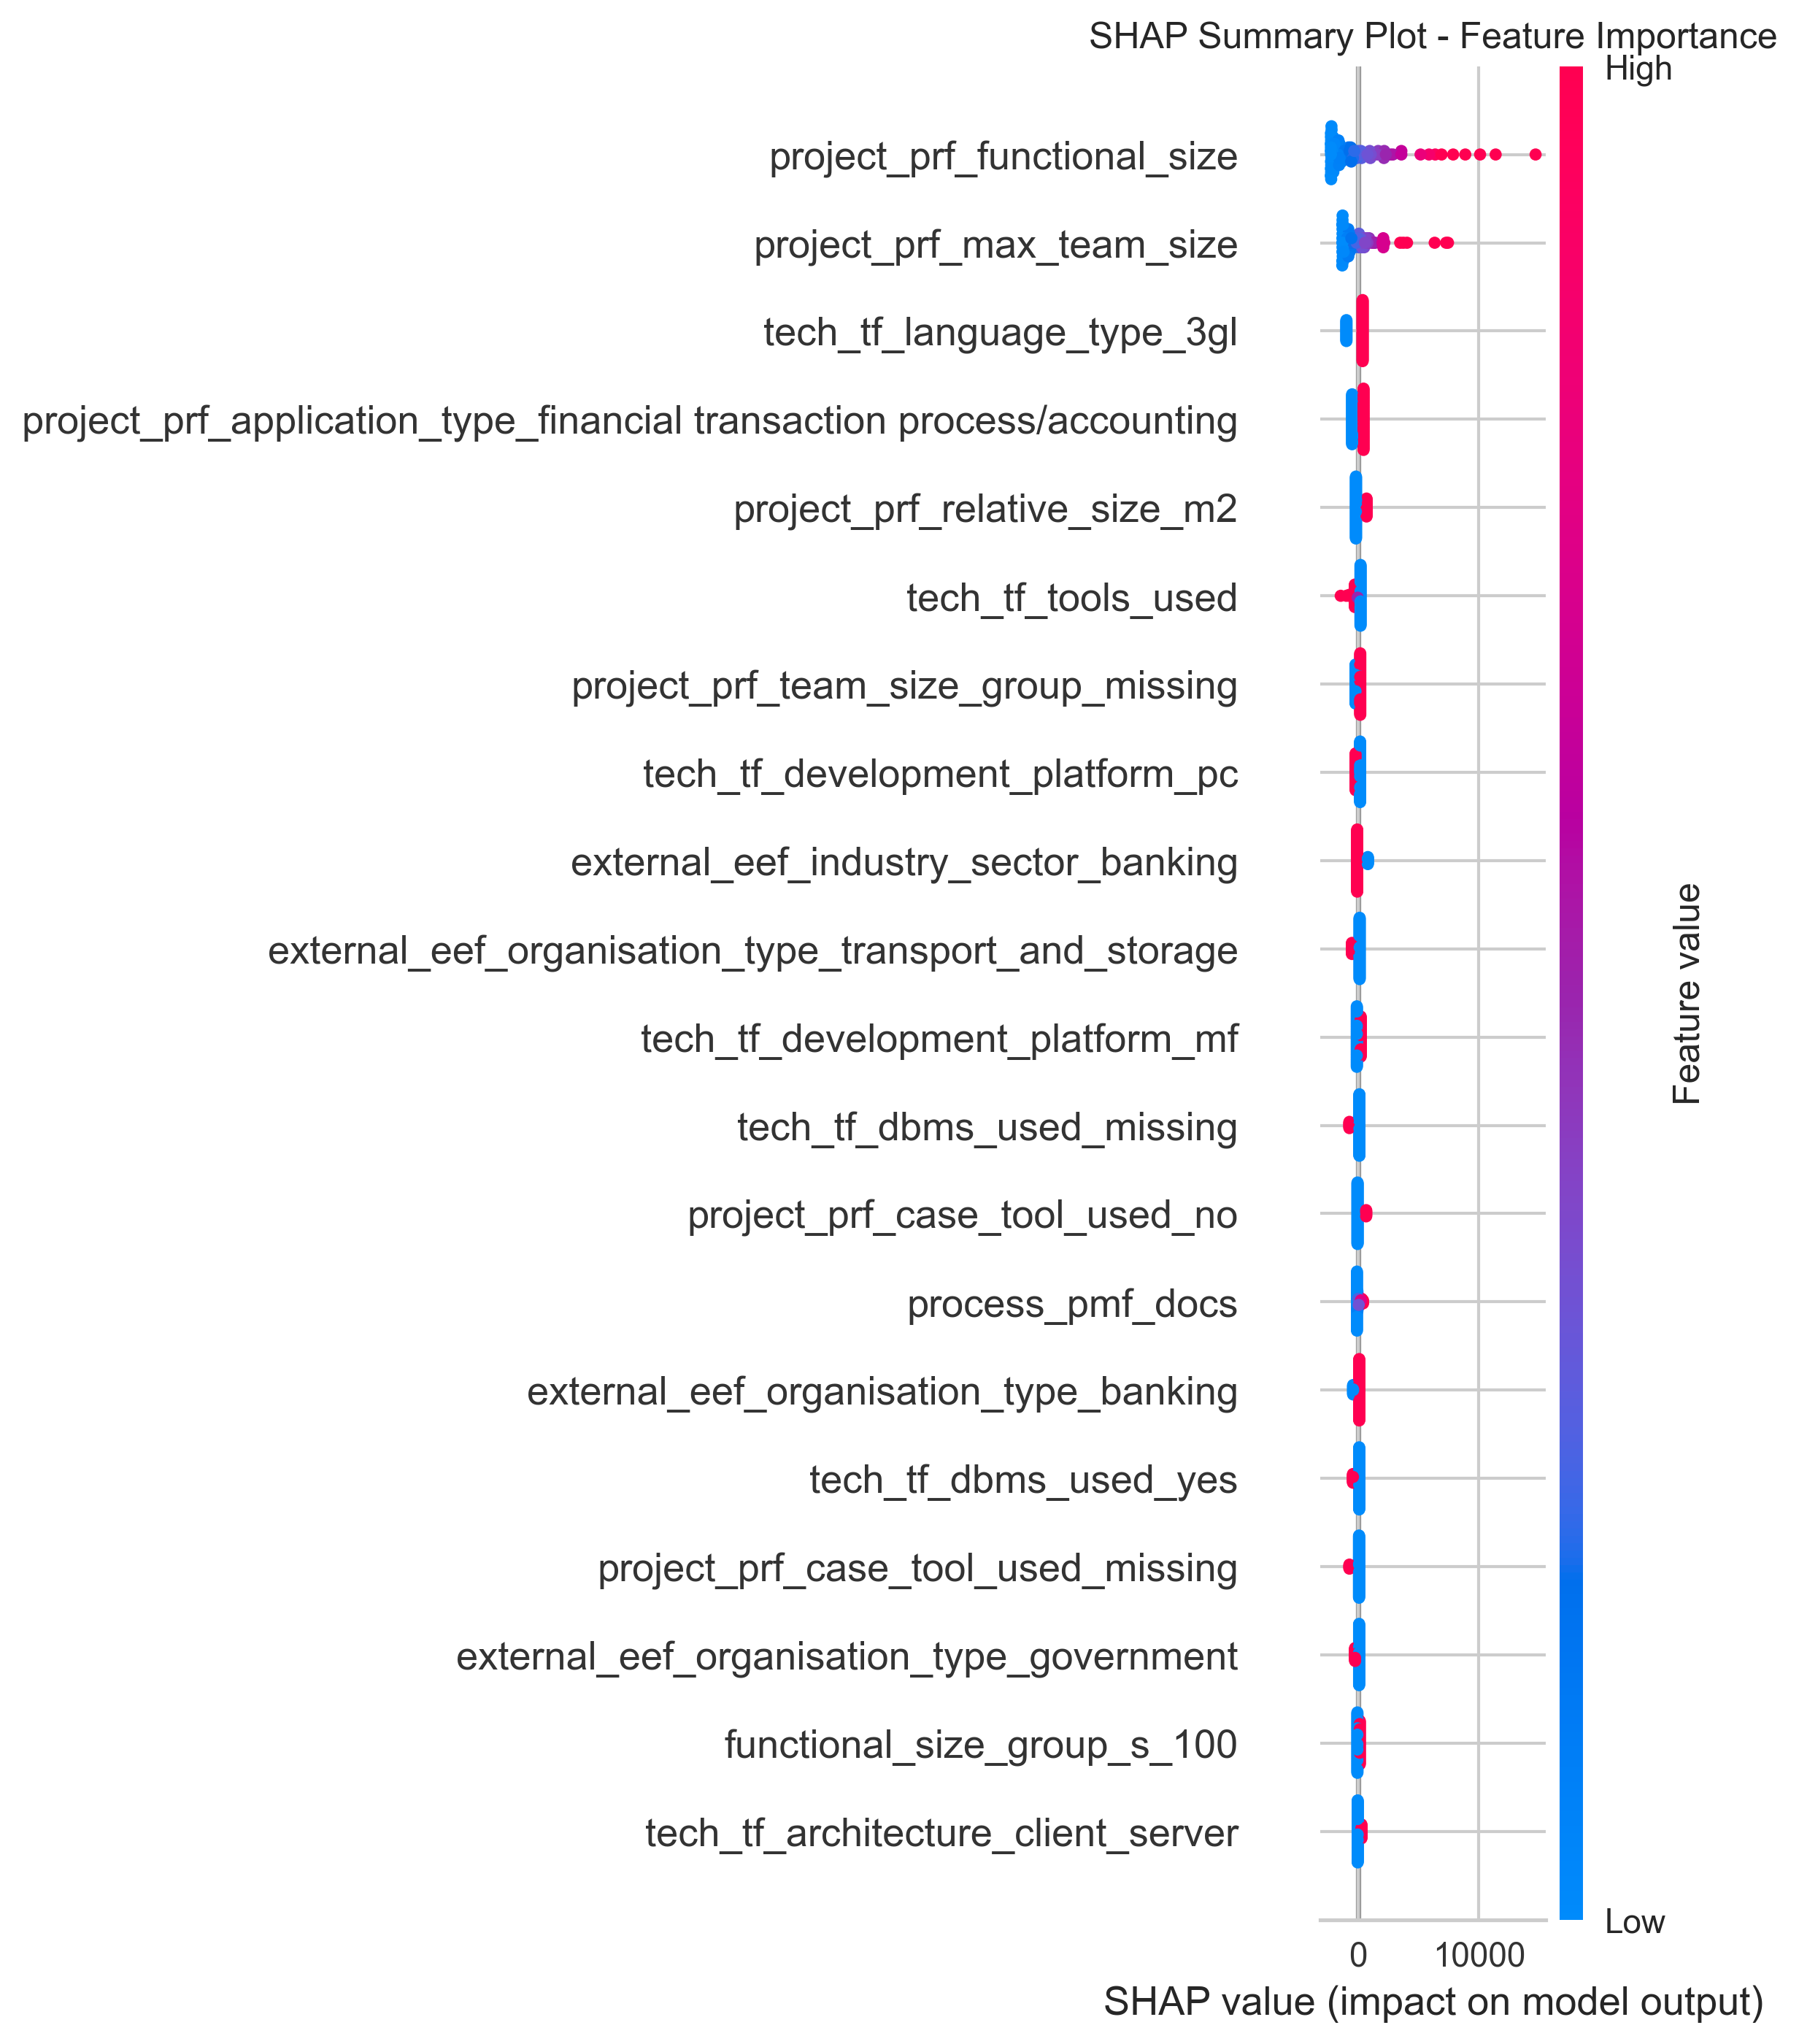 SHAP Summary Plot - Feature Importance
High
project_prf_functional_size
project_prf_max_team_size
tech_tf_language_type_3gl
project_prf_application_type_financial transaction process/accounting
project_prf_relative_size_m2
tech_tf_tools_used
project_prf_team_size_group_missing
tech_tf_development_platform_pc
external_eef_industry_sector_banking
external_eef_organisation_type_transport_and_storage
tech_tf_development_platform_mf
tech_tf_dbms_used_missing
project_prf_case_tool_used_no
process_pmf_docs
external_eef_organisation_type_banking
tech_tf_dbms_used_yes
project_prf_case_tool_used_missing
external_eef_organisation_type_government
functional_size_group_s_100
tech_tf_architecture_client_server
Feature value
Low
0 10000
SHAP value (impact on model output)